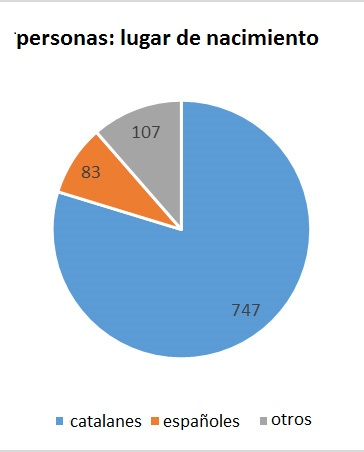 personas: lugar de nacimiento
107
83
747
catalanes españoles otros